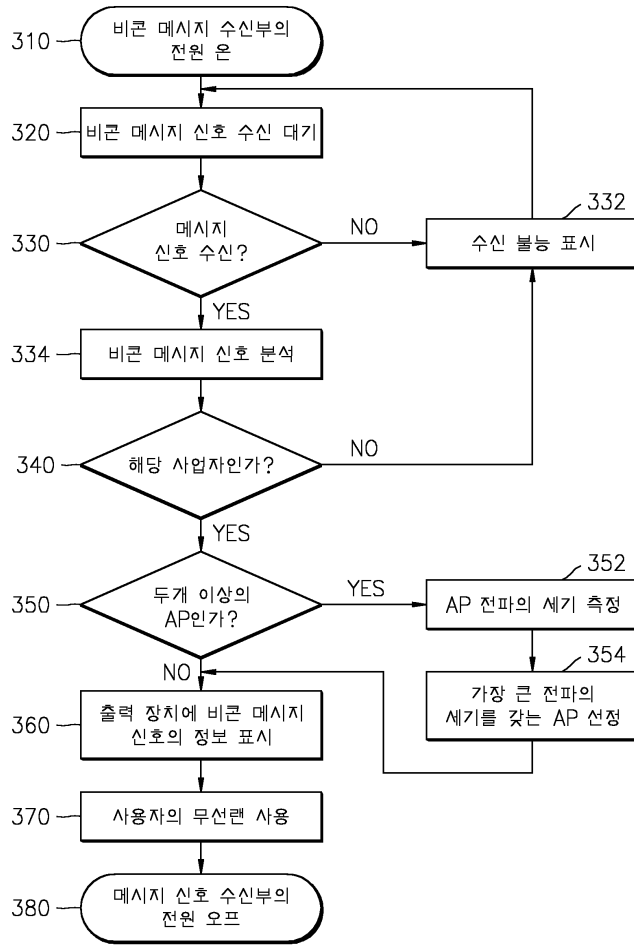 310
비콘 메시지 수신부의
전원 온
320
비콘 메시지 신호 수신 대기
330
메시지
신호 수신?
NO
332
수신 불능 표시
YES
334
비콘 메시지 신호 분석
340
해당 사업자인가?
NO
YES
350
두개 이상의
AP인가?
YES
352
AP 전파의 세기 측정
NO
354
가장 큰 전파의
세기를 갖는 AP 선정
360
출력 장치에 비콘 메시지
신호의 정보 표시
370
사용자의 무선랜 사용
380
메시지 신호 수신부의
전원 오프